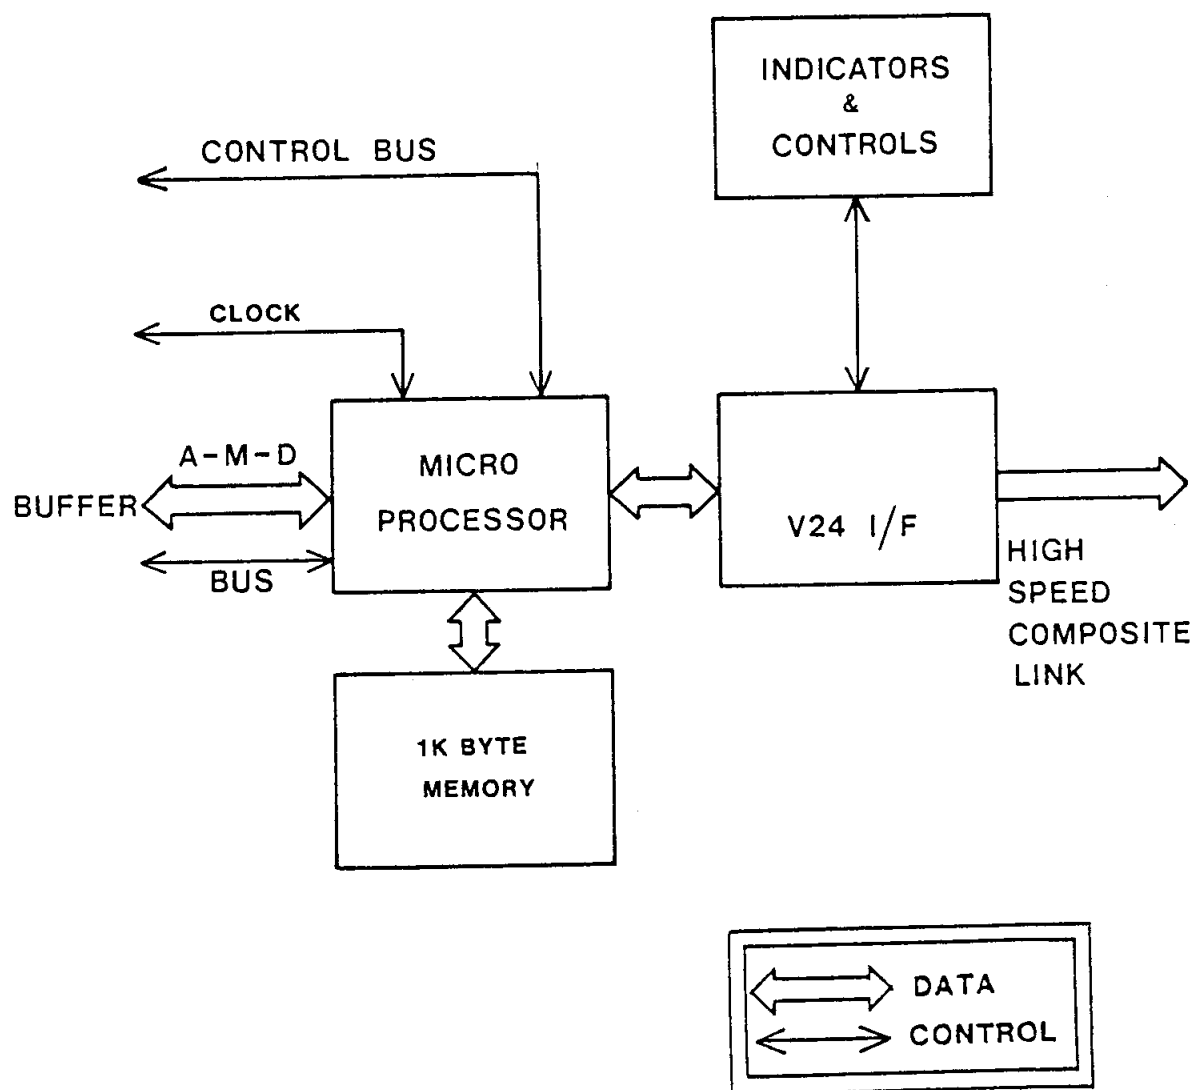 INDICATORS
&
CONTROLS
CONTROL BUS
CLOCK
A-M-D
BUFFER
BUS
MICRO
PROCESSOR
V24 I/F
HIGH
SPEED
COMPOSITE
LINK
1K BYTE
MEMORY
DATA
CONTROL